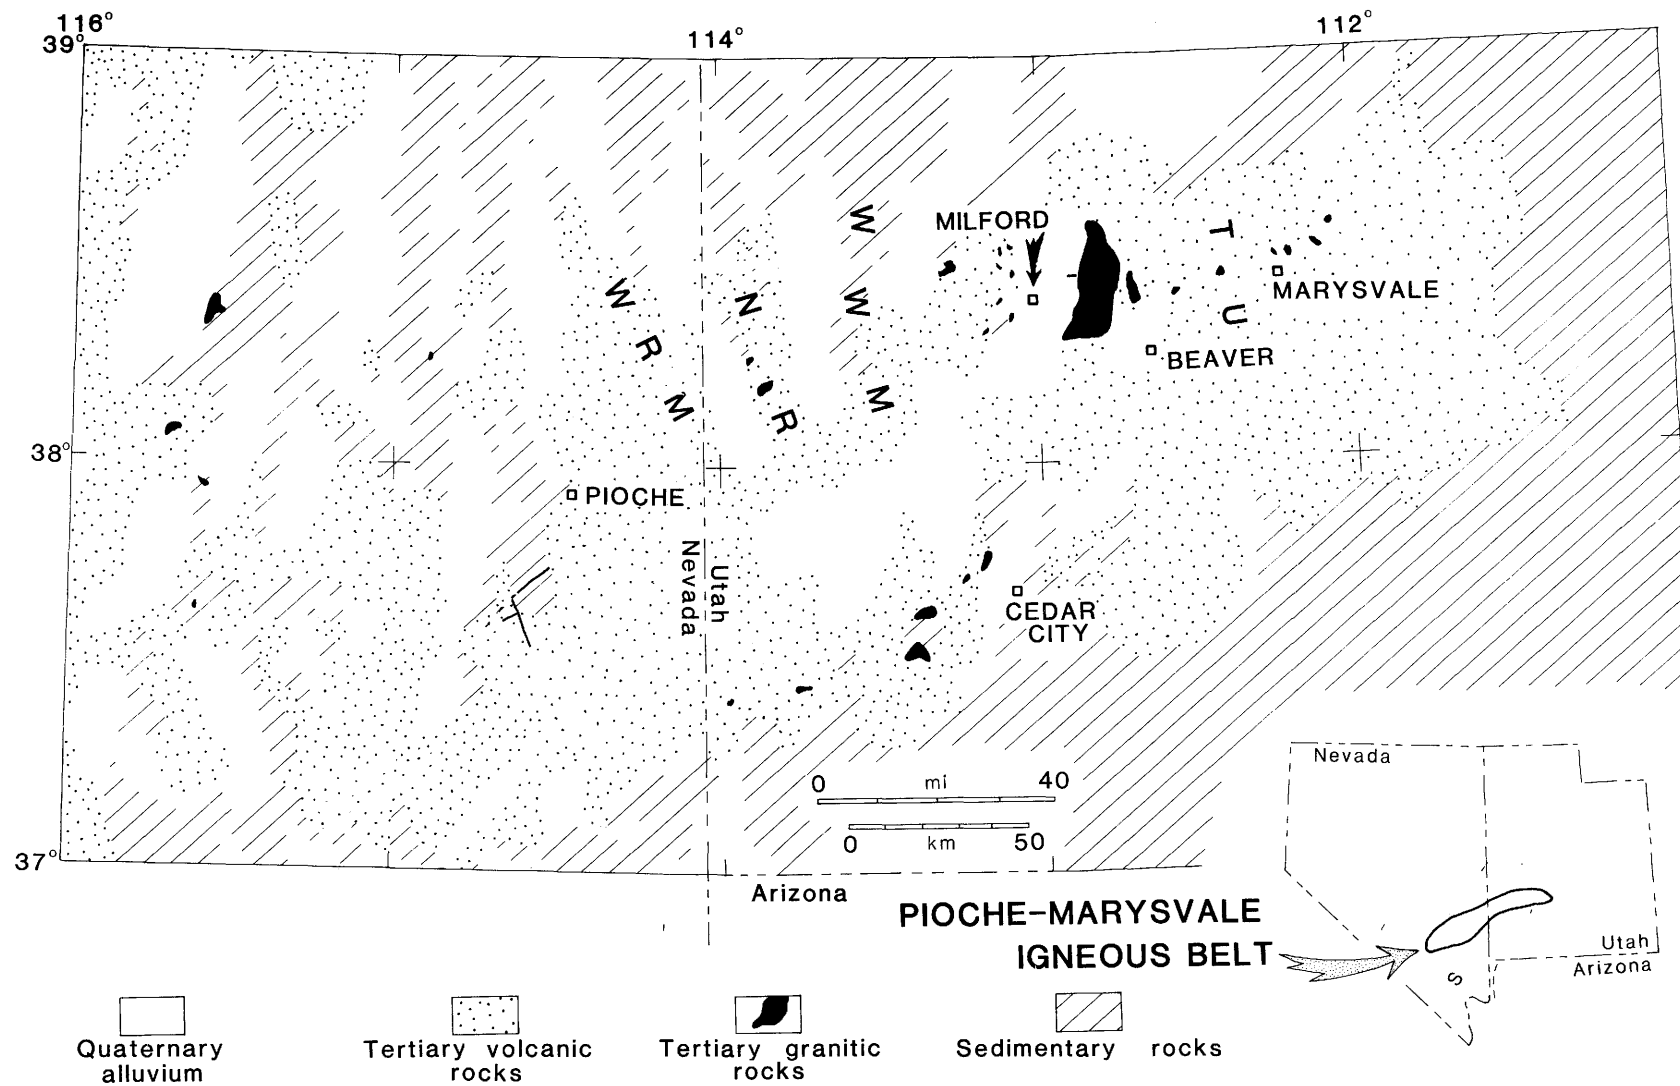 116°
39°
114°
112°
MILFORD
W
W
M
T
U
W
R
M
N
R
MARYSVALE
BEAVER
38°
PIOCHE
Nevada
Utah
CEDAR
CITY
0 mi 40
0 km 50
37°
Arizona
Nevada
Utah
Arizona
S
PIOCHE-MARYSVALE
IGNEOUS BELT
Quaternary
alluvium
Tertiary volcanic
rocks
Tertiary granitic
rocks
Sedimentary rocks